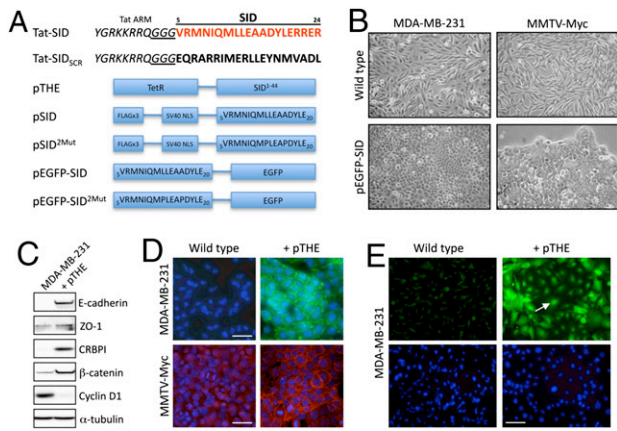 A
Tat ARM 5 SID 24
Tat-SID YGRKKRRQGGGVRMNIQMLLEAADYLERRER
Tat-SIDSCR YGRKKRRQGGGEQRARRIMERLLEYNMVADL
pTHE TetR SID1-44
pSID FLAGx3 SV40 NLS 5VRMNIQMLLEAADYLE20
pSID2Mut FLAGx3 SV40 NLS 5VRMNIQMPLEAPDYLE20
pEGFP-SID 5VRMNIQMLLEAADYLE20 EGFP
pEGFP-SID2Mut 5VRMNIQMPLEAPDYLE20 EGFP
B
MDA-MB-231 MMTV-Myc
Wild type
pEGFP-SID
C
MDA-MB-231
+ pTHE
E-cadherin
ZO-1
CRBPI
β-catenin
Cyclin D1
α-tubulin
D
Wild type + pTHE
MDA-MB-231
MMTV-Myc
E
Wild type + pTHE
MDA-MB-231